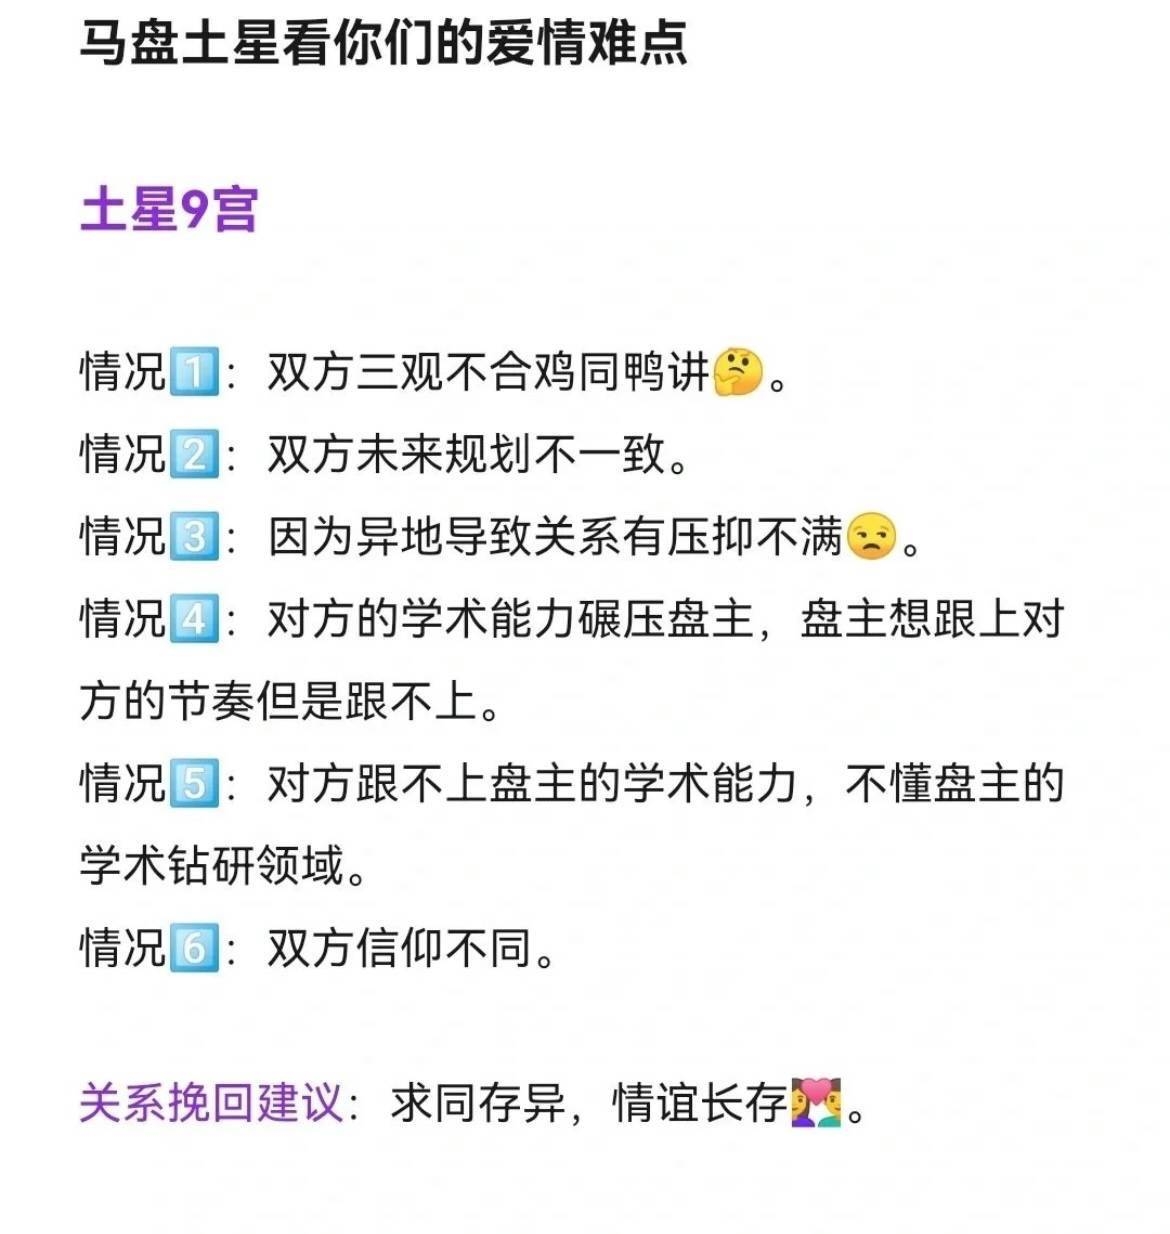 马盘土星看你们的爱情难点
土星9宫
情况1️⃣：双方三观不合鸡同鸭讲🤔。
情况2️⃣：双方未来规划不一致。
情况3️⃣：因为异地导致关系有压抑不满😒。
情况4️⃣：对方的学术能力碾压盘主，盘主想跟上对
方的节奏但是跟不上。
情况5️⃣：对方跟不上盘主的学术能力，不懂盘主的
学术钻研领域。
情况6️⃣：双方信仰不同。
关系挽回建议：求同存异，情谊长存👩‍❤️‍👨。